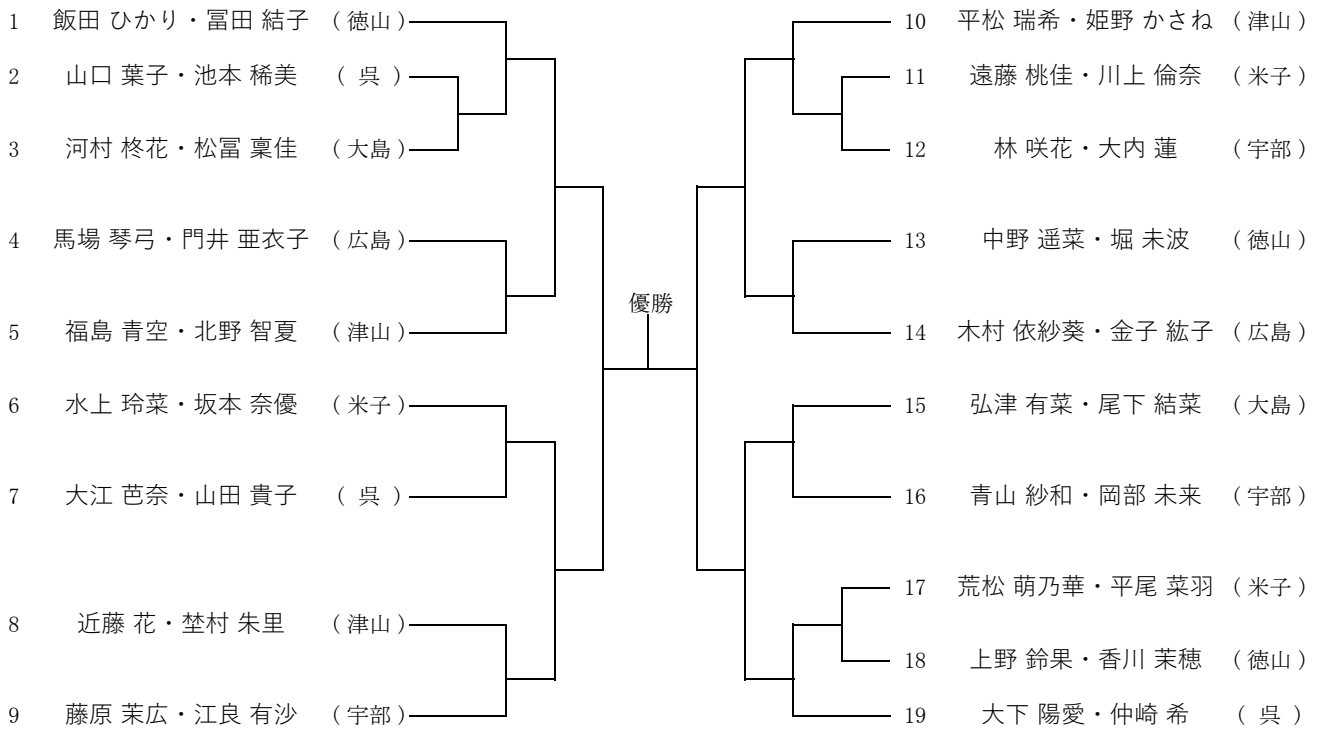 1 飯田 ひかり・冨田 結子 （徳山）
2 山口 葉子・池本 稀美 （ 呉 ）
3 河村 柊花・松冨 稟佳 （大島）
4 馬場 琴弓・門井 亜衣子 （広島）
5 福島 青空・北野 智夏 （津山）
6 水上 玲菜・坂本 奈優 （米子）
7 大江 芭奈・山田 貴子 （ 呉 ）
8 近藤 花・埜村 朱里 （津山）
9 藤原 茉広・江良 有沙 （宇部）
優勝
10 平松 瑞希・姫野 かさね （津山）
11 遠藤 桃佳・川上 倫奈 （米子）
12 林 咲花・大内 蓮 （宇部）
13 中野 遥菜・堀 未波 （徳山）
14 木村 依紗葵・金子 紘子 （広島）
15 弘津 有菜・尾下 結菜 （大島）
16 青山 紗和・岡部 未来 （宇部）
17 荒松 萌乃華・平尾 菜羽 （米子）
18 上野 鈴果・香川 茉穂 （徳山）
19 大下 陽愛・仲崎 希 （ 呉 ）